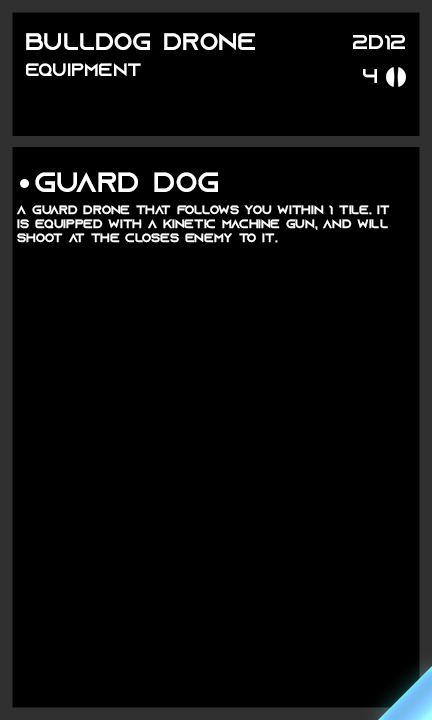 BULLDOG DRONE 2D12
EQUIPMENT 4
•GUARD DOG
A GUARD DRONE THAT FOLLOWS YOU WITHIN 1 TILE. IT
IS EQUIPPED WITH A KINETIC MACHINE GUN, AND WILL
SHOOT AT THE CLOSES ENEMY TO IT.